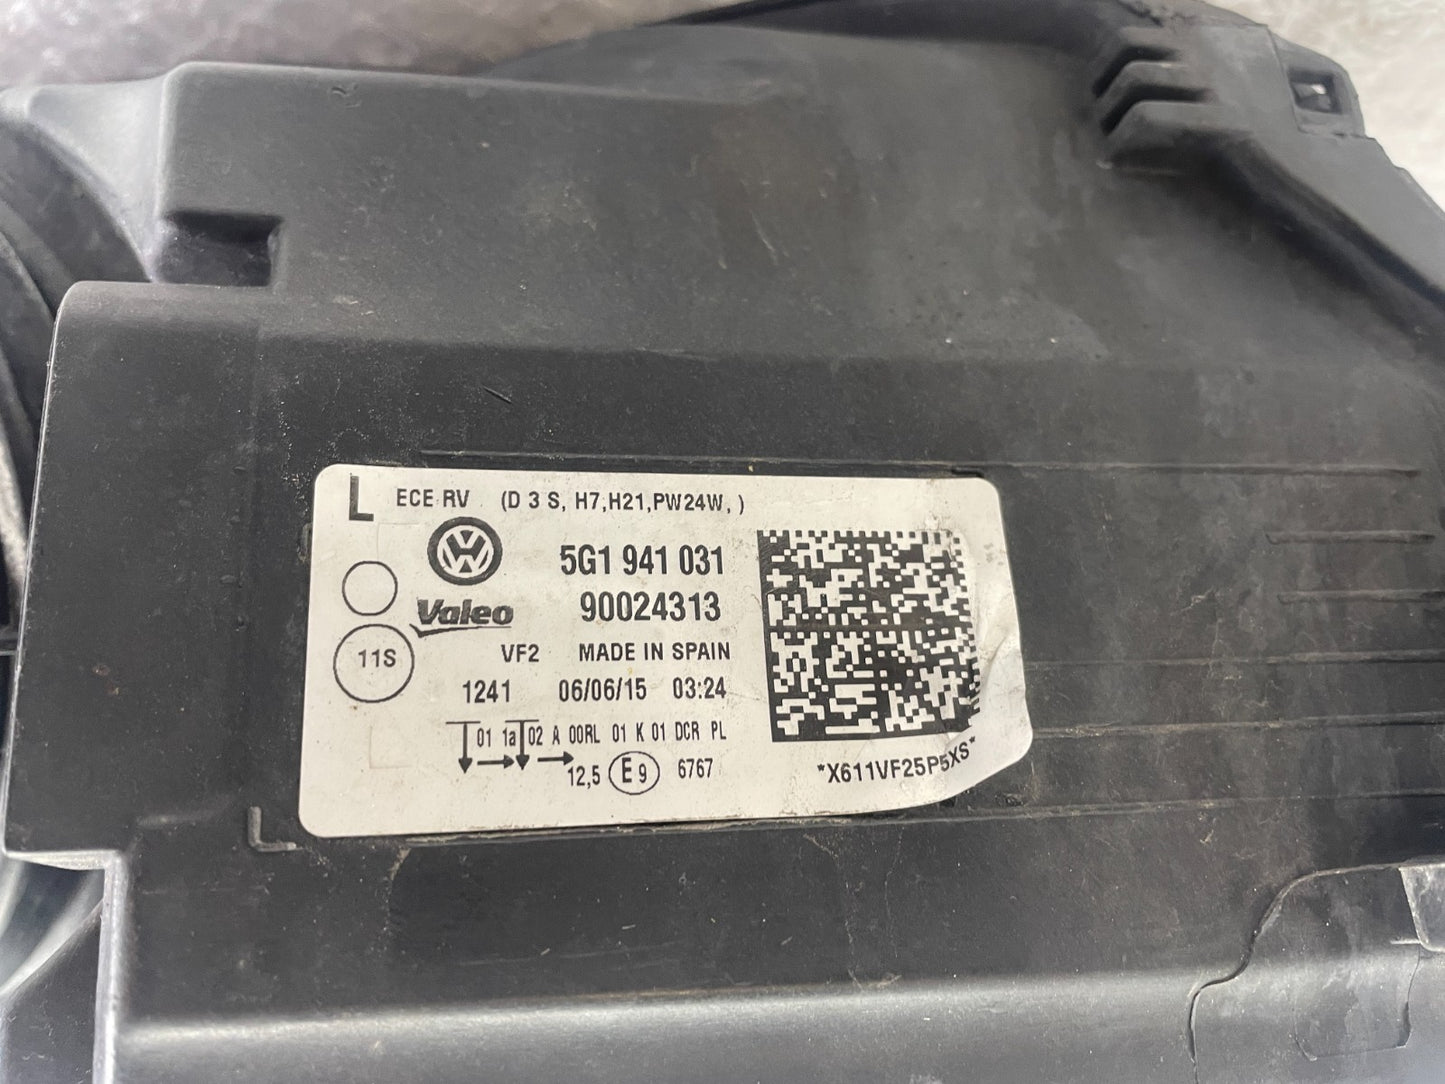 L ECE RV (D 3 S, H7,H21,PW24W, )
5G1 941 031
Valeo 90024313
11S
VF2 MADE IN SPAIN
1241 06/06/15 03:24
01 1a 02 A 00RL 01 K 01 DCR PL
12,5 E9 6767
*X611VF25P5XS*
L